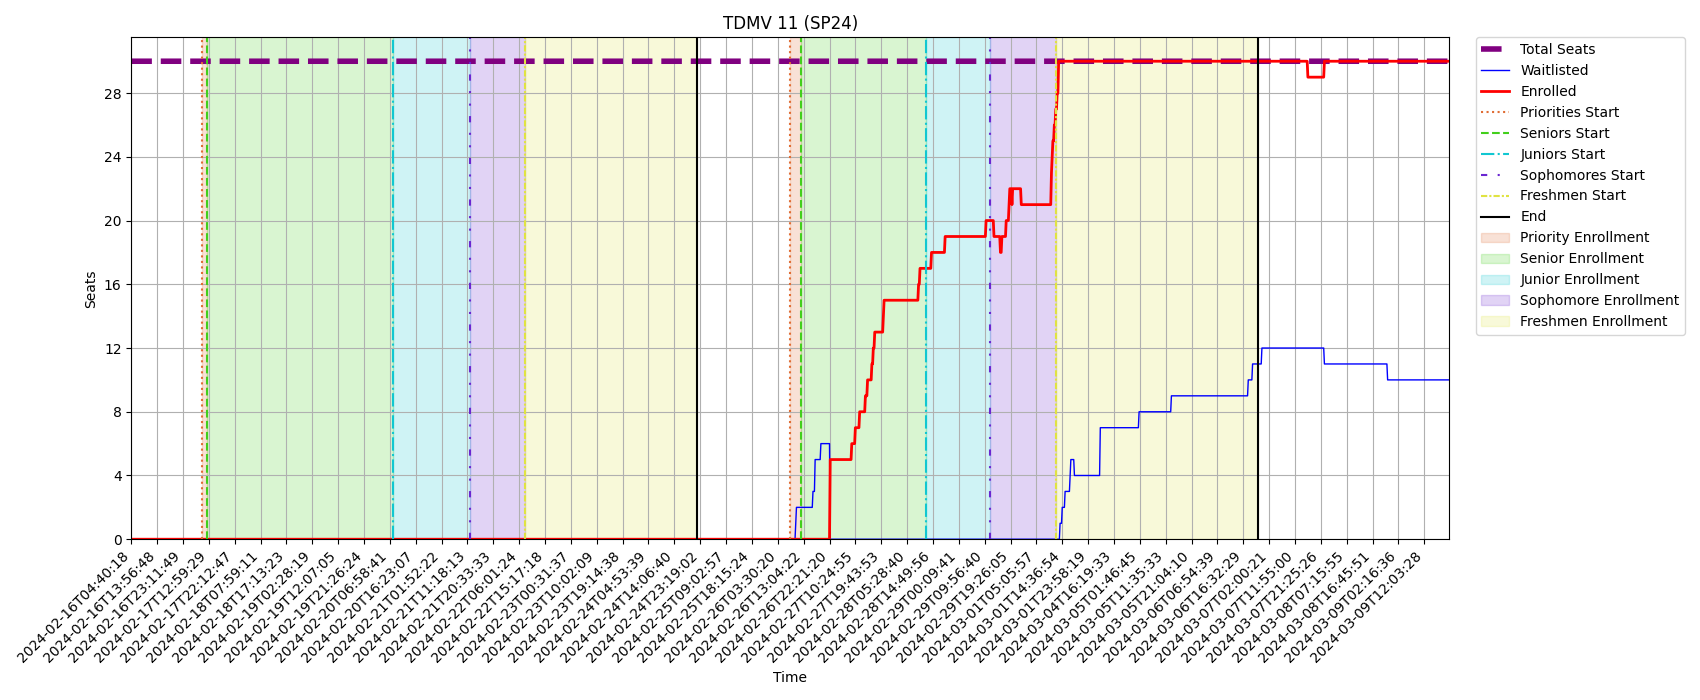 TDMV 11 (SP24)
Total Seats
Waitlisted
Enrolled
Priorities Start
Seniors Start
Juniors Start
Sophomores Start
Freshmen Start
End
Priority Enrollment
Senior Enrollment
Junior Enrollment
Sophomore Enrollment
Freshmen Enrollment
Seats
28
24
20
16
12
8
4
0
2024-02-16T04:40:18
2024-02-16T13:56:48
2024-02-16T23:11:49
2024-02-17T12:59:29
2024-02-17T22:12:47
2024-02-18T07:59:11
2024-02-18T17:13:23
2024-02-19T02:28:19
2024-02-19T12:07:05
2024-02-19T21:26:24
2024-02-20T06:58:41
2024-02-20T16:23:07
2024-02-21T01:52:22
2024-02-21T11:18:13
2024-02-21T20:33:33
2024-02-22T06:01:24
2024-02-22T15:17:18
2024-02-23T00:31:37
2024-02-23T10:02:09
2024-02-23T19:14:38
2024-02-24T04:53:39
2024-02-24T14:06:40
2024-02-24T23:19:02
2024-02-25T09:02:57
2024-02-25T18:15:24
2024-02-26T03:30:20
2024-02-26T13:04:22
2024-02-26T22:21:20
2024-02-27T10:24:55
2024-02-27T19:43:53
2024-02-28T05:28:40
2024-02-28T14:49:56
2024-02-29T00:09:41
2024-02-29T09:56:40
2024-02-29T19:26:05
2024-03-01T05:05:57
2024-03-01T14:36:54
2024-03-01T23:58:19
2024-03-04T16:19:33
2024-03-05T01:46:45
2024-03-05T11:35:33
2024-03-05T21:04:10
2024-03-06T06:54:39
2024-03-06T16:32:29
2024-03-07T02:00:21
2024-03-07T11:55:00
2024-03-07T21:25:26
2024-03-08T07:15:55
2024-03-08T16:45:51
2024-03-09T02:16:36
2024-03-09T12:03:28
Time